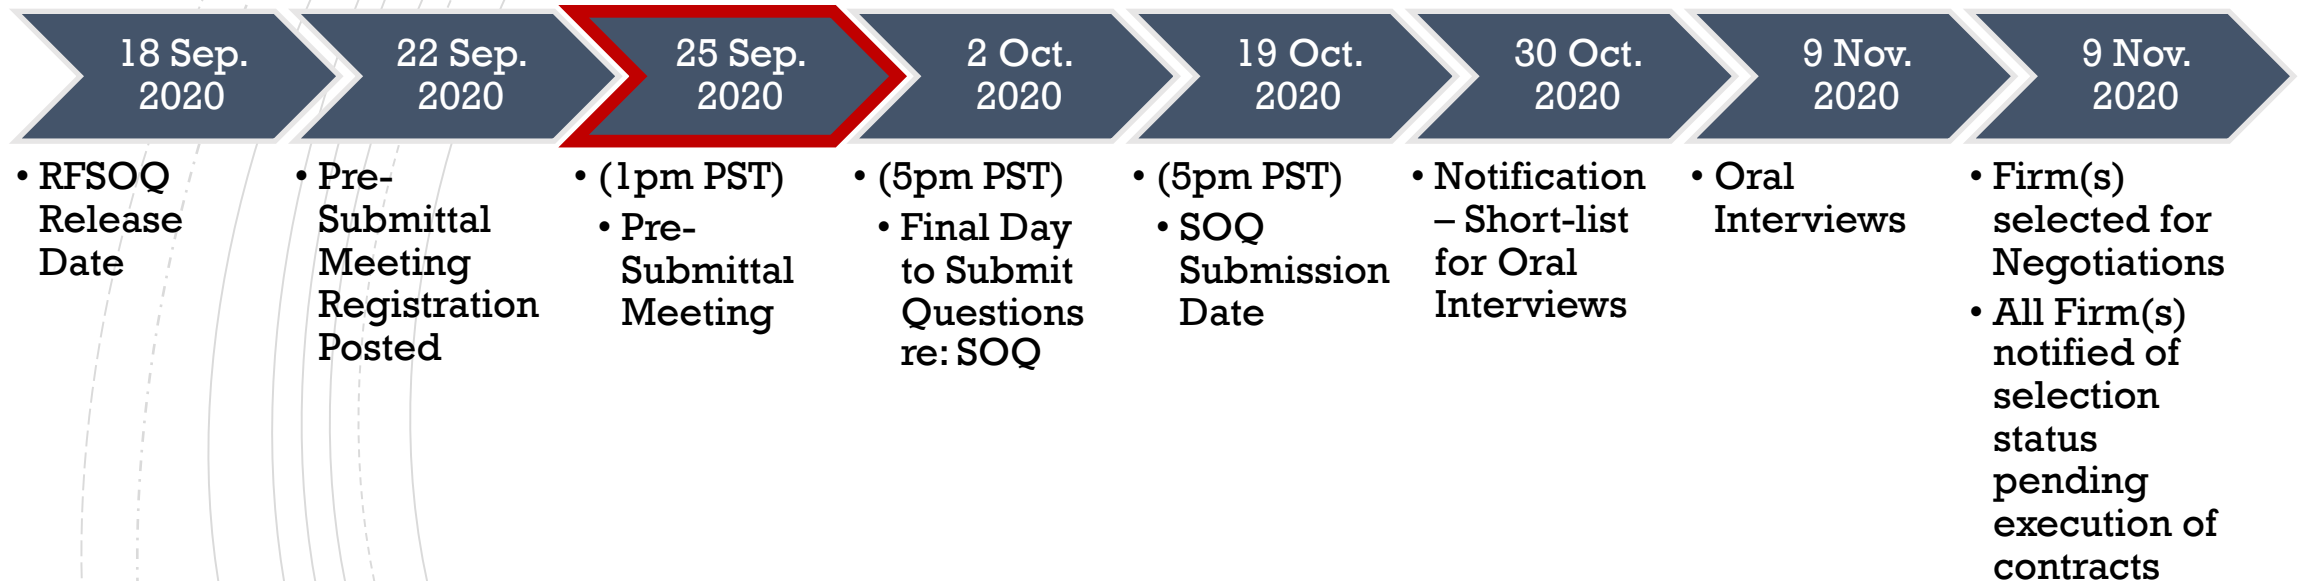 18 Sep.
2020
• RFSOQ
Release
Date
22 Sep.
2020
• Pre-
Submittal
Meeting
Registration
Posted
25 Sep.
2020
• (1pm PST)
• Pre-
Submittal
Meeting
2 Oct.
2020
• (5pm PST)
• Final Day
to Submit
Questions
re: SOQ
19 Oct.
2020
• (5pm PST)
• SOQ
Submission
Date
30 Oct.
2020
• Notification
– Short-list
for Oral
Interviews
9 Nov.
2020
• Oral
Interviews
9 Nov.
2020
• Firm(s)
selected for
Negotiations
• All Firm(s)
notified of
selection
status
pending
execution of
contracts